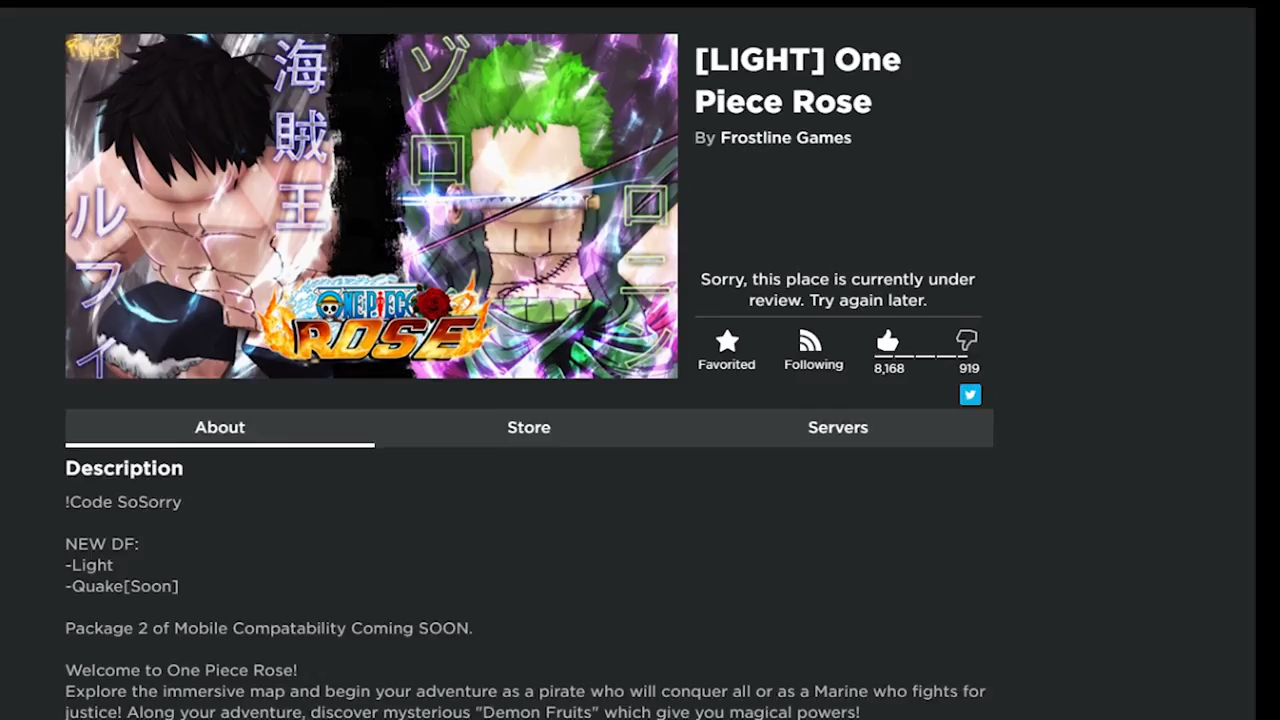 海賊王
ルフィ
ゾロ
ロニ
ONE PIECE
ROSE
[LIGHT] One
Piece Rose
By Frostline Games
Sorry, this place is currently under
review. Try again later.
Favorited
Following
8,168
919
About
Store
Servers
Description
!Code SoSorry
NEW DF:
-Light
-Quake[Soon]
Package 2 of Mobile Compatability Coming SOON.
Welcome to One Piece Rose!
Explore the immersive map and begin your adventure as a pirate who will conquer all or as a Marine who fights for
justice! Along your adventure, discover mysterious "Demon Fruits" which give you magical powers!